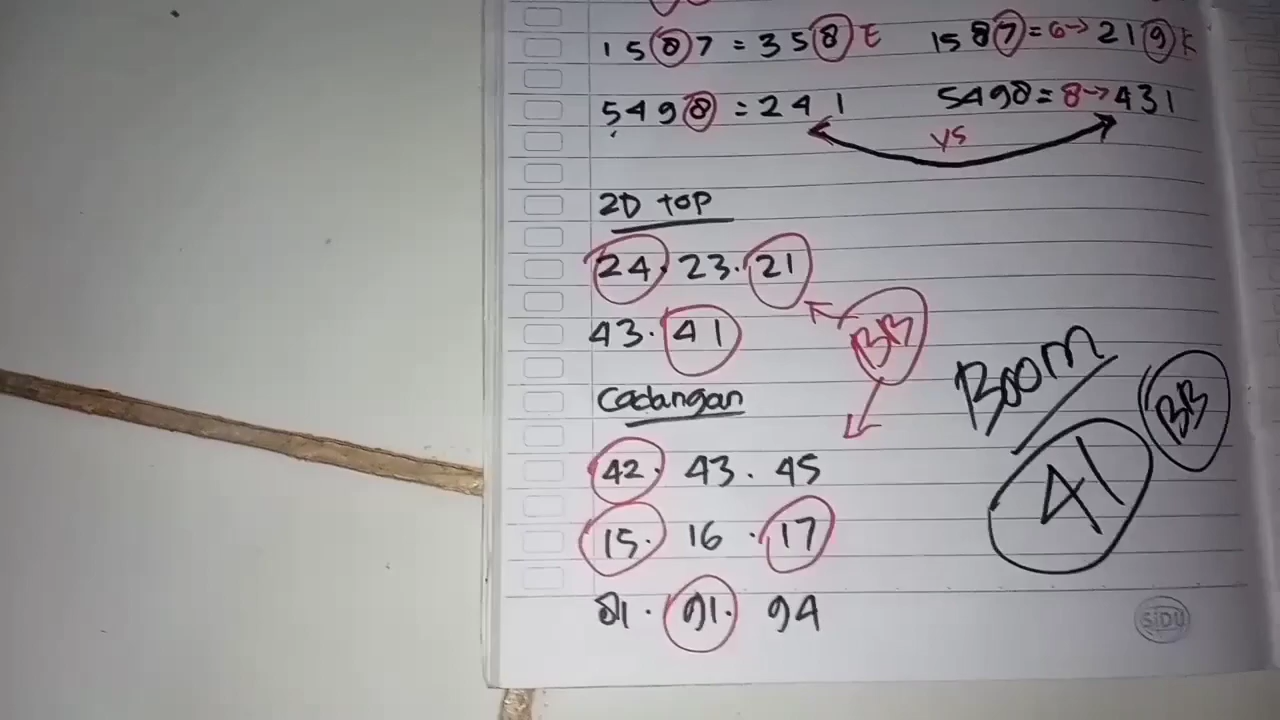 1587 = 358 E 1587 = 6→219 E
5498 = 241 5498 = 8→431
VS
2D TOP
24. 23. 21
43. 41
BB
Cadangan
42. 43. 45
15. 16. 17
81. 91. 94
Boom
41
BB
SiDU